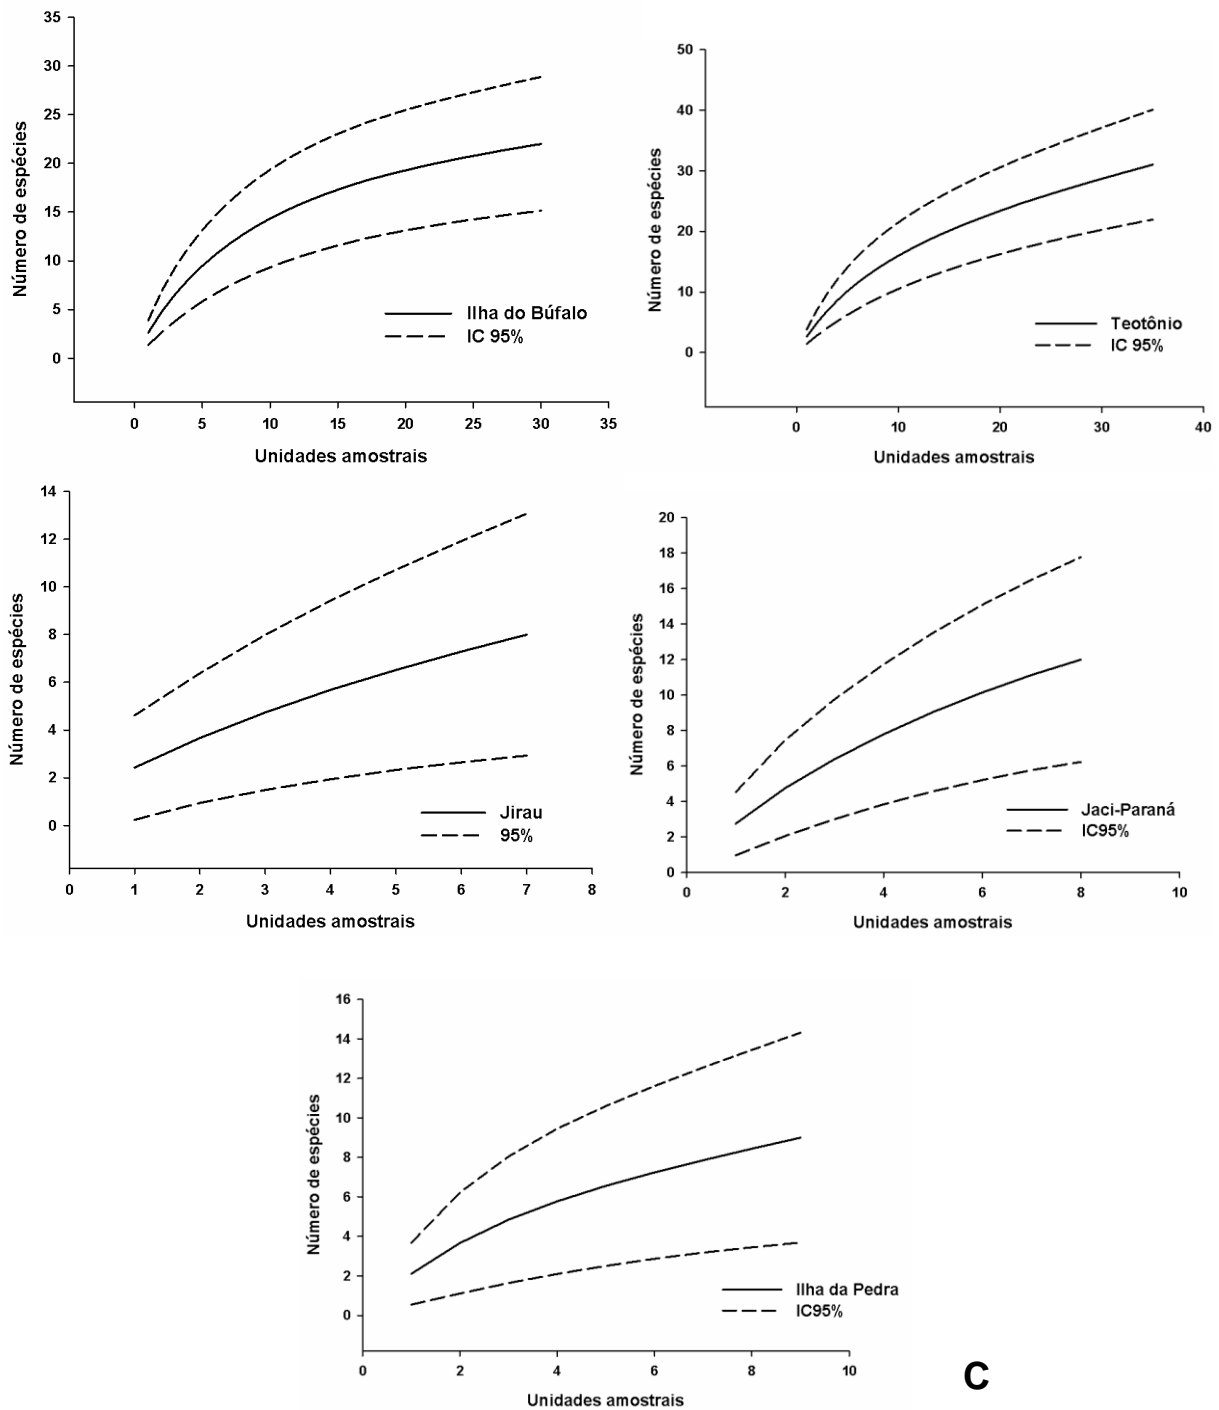 35
30
25
20
15
10
5
0
Número de espécies
Ilha do Búfalo
IC 95%
0 5 10 15 20 25 30 35
Unidades amostrais
50
40
30
20
10
0
Número de espécies
Teotônio
IC 95%
0 10 20 30 40
Unidades amostrais
14
12
10
8
6
4
2
0
Número de espécies
Jirau
95%
0 1 2 3 4 5 6 7 8
Unidades amostrais
20
18
16
14
12
10
8
6
4
2
0
Número de espécies
Jaci-Paraná
IC95%
0 2 4 6 8 10
Unidades amostrais
16
14
12
10
8
6
4
2
0
Número de espécies
Ilha da Pedra
IC95%
0 2 4 6 8 10
Unidades amostrais
C